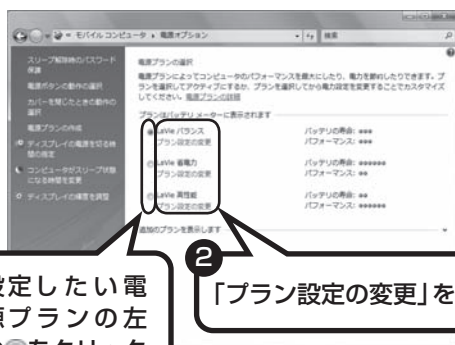 モバイル コンピュータ ▸ 電源オプション
検索
スリープ解除時のパスワード
保護
電源ボタンの動作の選択
カバーを閉じたときの動作の
選択
電源プランの作成
ディスプレイの電源を切る時
間の指定
コンピュータがスリープ状態
になる時間を変更
ディスプレイの輝度を調整
電源プランの選択
電源プランによってコンピュータのパフォーマンスを最大にしたり、電力を節約したりできます。プ
ランを選択してアクティブにするか、プランを選択してから電力設定を変更することでカスタマイズ
してください。電源プランの詳細
プランはバッテリ メーターに表示されます
LaVie バランス
バッテリの寿命:
プラン設定の変更
パフォーマンス:
LaVie 省電力
バッテリの寿命:
プラン設定の変更
パフォーマンス:
LaVie 高性能
バッテリの寿命:
プラン設定の変更
パフォーマンス:
追加のプランを表示します
設定したい電
源プランの左
をクリック
2
「プラン設定の変更」を